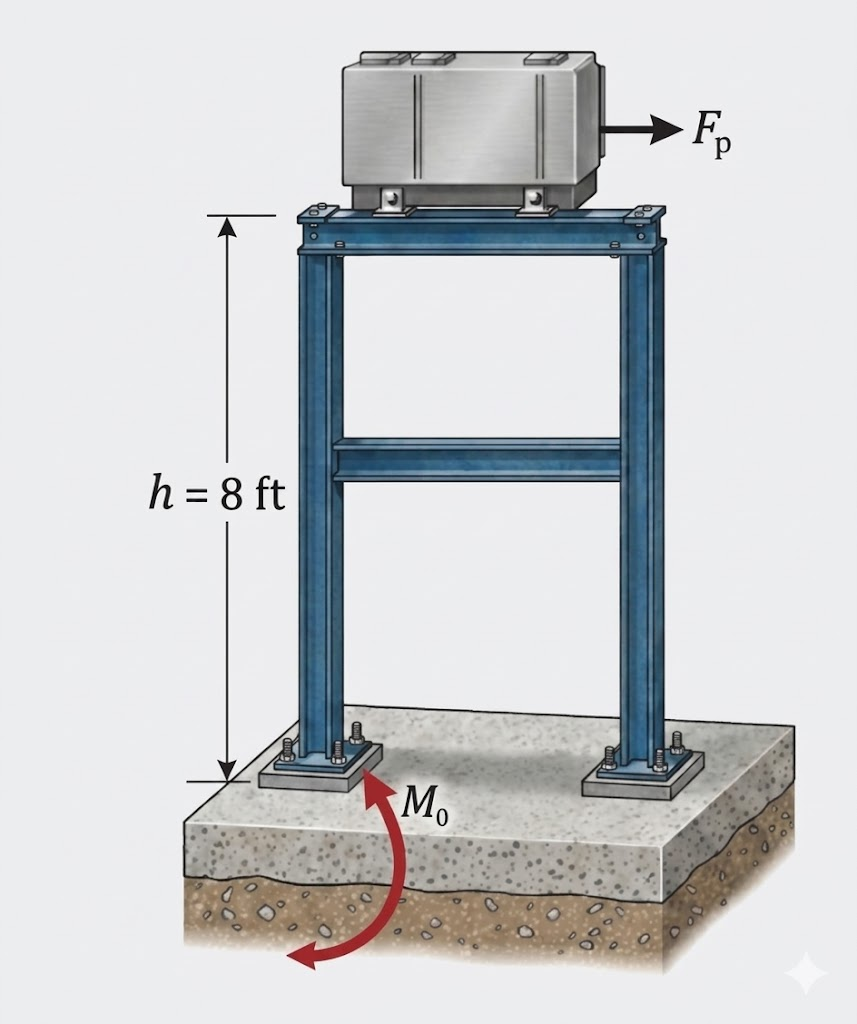 Fp
h = 8 ft
M0